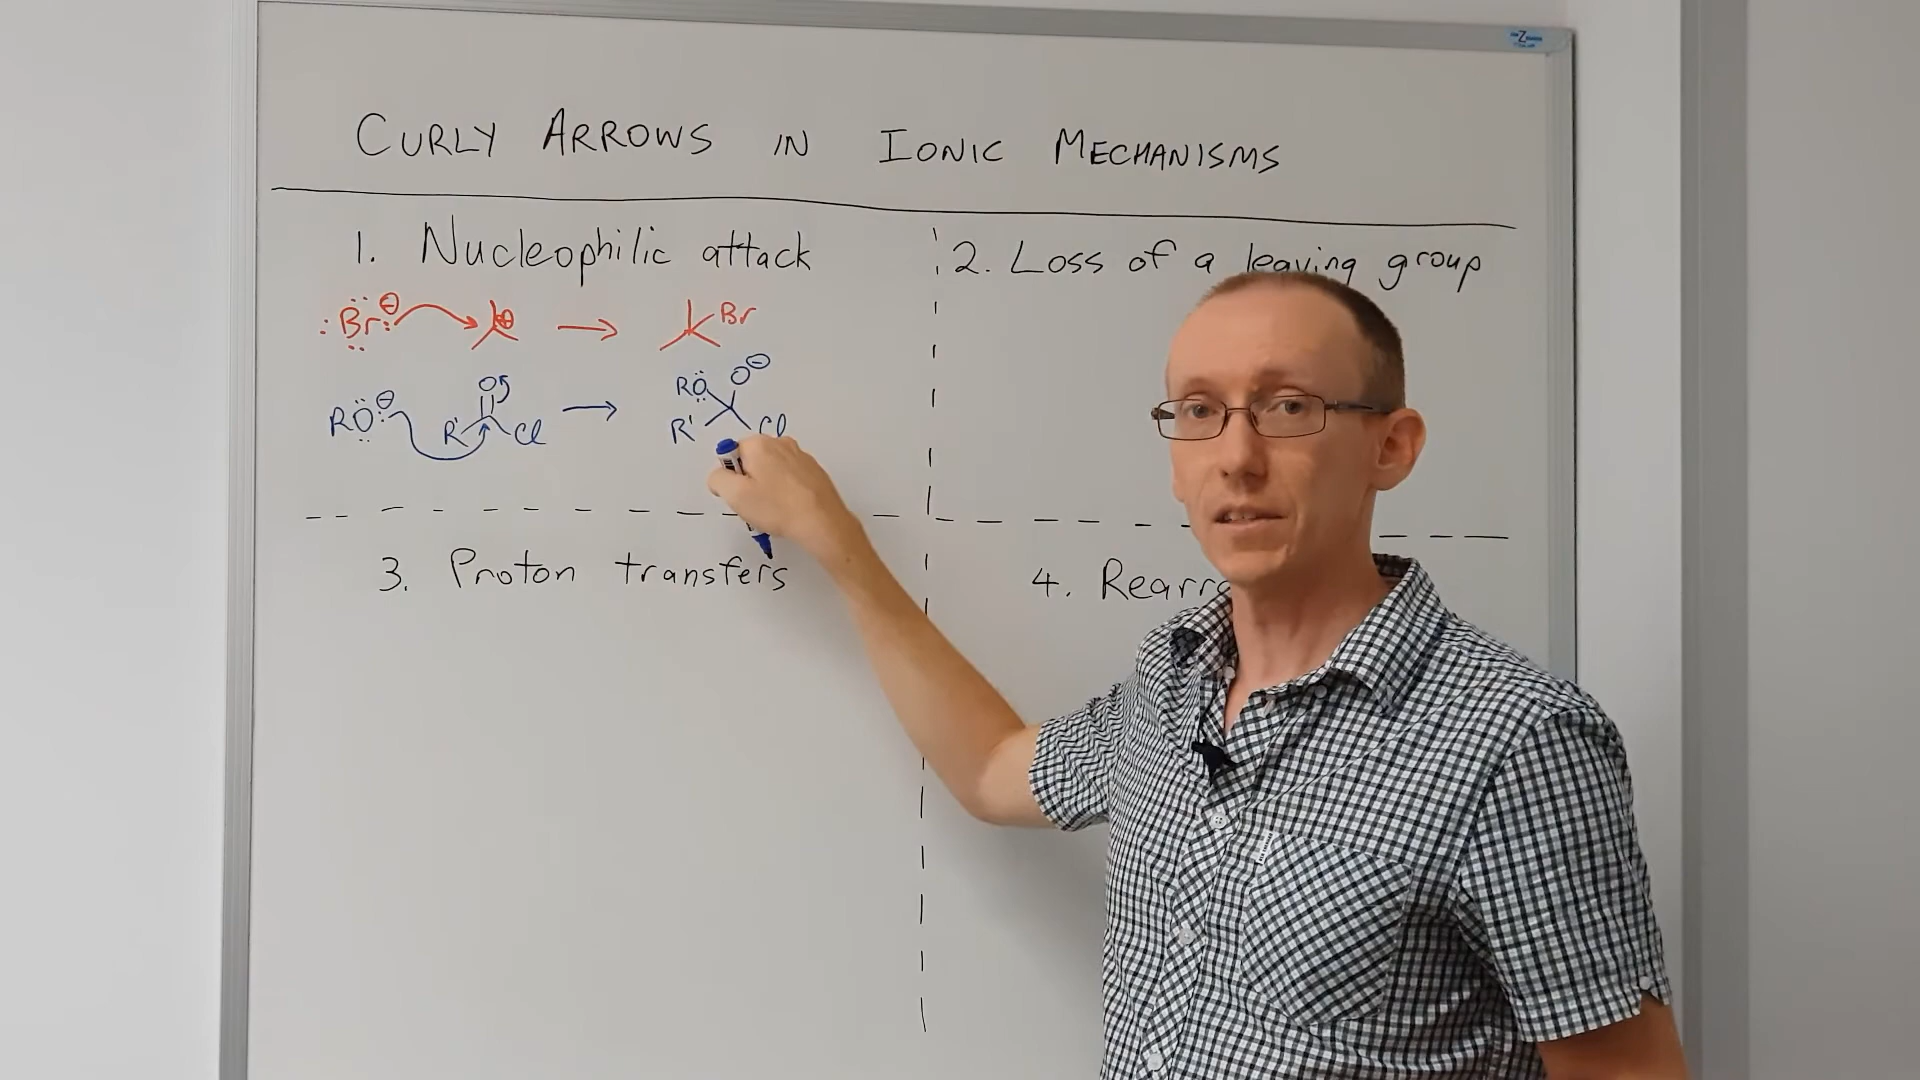 CURLY ARROWS IN IONIC MECHANISMS
1. Nucleophilic attack
:Br:⊖ ⊕ → Br
RO⊖ R' O Cl → RO O⊖ R' Cl
2. Loss of a leaving group
3. Proton transfers
4.